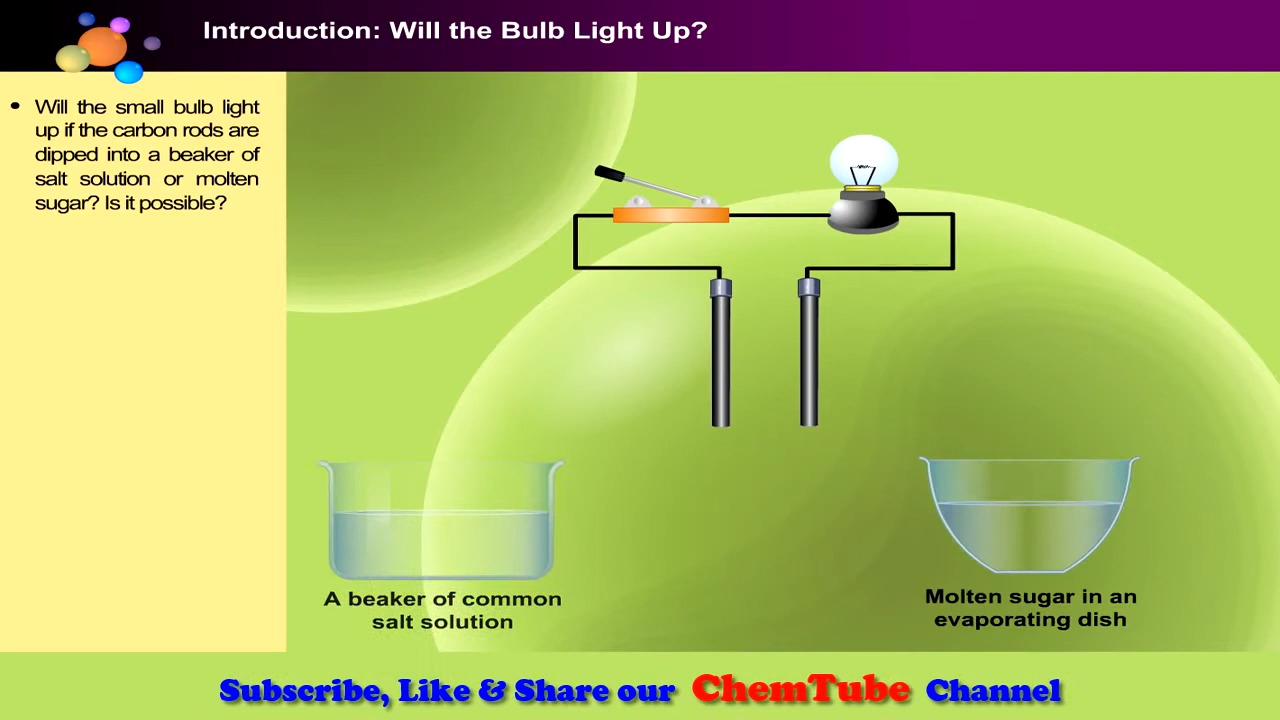 Introduction: Will the Bulb Light Up?
• Will the small bulb light
up if the carbon rods are
dipped into a beaker of
salt solution or molten
sugar? Is it possible?
A beaker of common
salt solution
Molten sugar in an
evaporating dish
Subscribe, Like & Share our ChemTube Channel